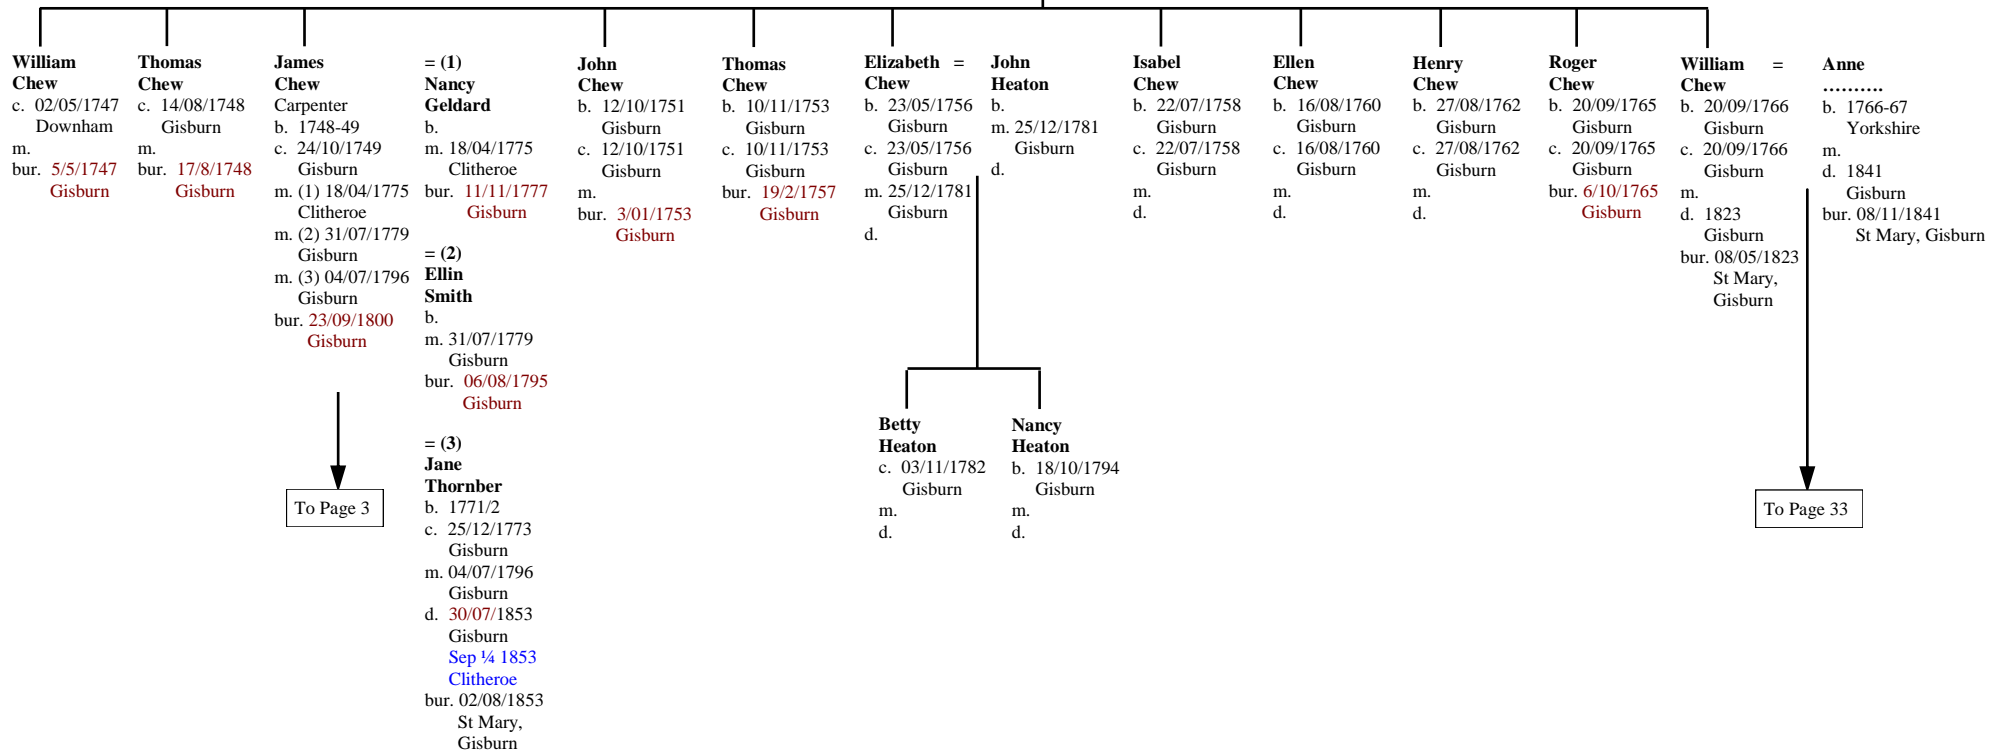 William
Chew
c. 02/05/1747
Downham
m.
bur. 5/5/1747
Gisburn
Thomas
Chew
c. 14/08/1748
Gisburn
m.
bur. 17/8/1748
Gisburn
James
Chew
Carpenter
b. 1748-49
c. 24/10/1749
Gisburn
m. (1) 18/04/1775
Clitheroe
m. (2) 31/07/1779
Gisburn
m. (3) 04/07/1796
Gisburn
bur. 23/09/1800
Gisburn
To Page 3
= (1)
Nancy
Geldard
b.
m. 18/04/1775
Clitheroe
bur. 11/11/1777
Gisburn
= (2)
Ellin
Smith
b.
m. 31/07/1779
Gisburn
bur. 06/08/1795
Gisburn
= (3)
Jane
Thornber
b. 1771/2
c. 25/12/1773
Gisburn
m. 04/07/1796
Gisburn
d. 30/07/1853
Gisburn
Sep ¼ 1853
Clitheroe
bur. 02/08/1853
St Mary,
Gisburn
John
Chew
b. 12/10/1751
Gisburn
c. 12/10/1751
Gisburn
m.
bur. 3/01/1753
Gisburn
Thomas
Chew
b. 10/11/1753
Gisburn
c. 10/11/1753
Gisburn
bur. 19/2/1757
Gisburn
Elizabeth =
Chew
b. 23/05/1756
Gisburn
c. 23/05/1756
Gisburn
m. 25/12/1781
Gisburn
d.
John
Heaton
b.
m. 25/12/1781
Gisburn
d.
Betty
Heaton
c. 03/11/1782
Gisburn
m.
d.
Nancy
Heaton
b. 18/10/1794
Gisburn
m.
d.
Isabel
Chew
b. 22/07/1758
Gisburn
c. 22/07/1758
Gisburn
m.
d.
Ellen
Chew
b. 16/08/1760
Gisburn
c. 16/08/1760
Gisburn
m.
d.
Henry
Chew
b. 27/08/1762
Gisburn
c. 27/08/1762
Gisburn
m.
d.
Roger
Chew
b. 20/09/1765
Gisburn
c. 20/09/1765
Gisburn
bur. 6/10/1765
Gisburn
William =
Chew
b. 20/09/1766
Gisburn
c. 20/09/1766
Gisburn
m.
d. 1823
Gisburn
bur. 08/05/1823
St Mary,
Gisburn
Anne
……….
b. 1766-67
Yorkshire
m.
d. 1841
Gisburn
bur. 08/11/1841
St Mary, Gisburn
To Page 33